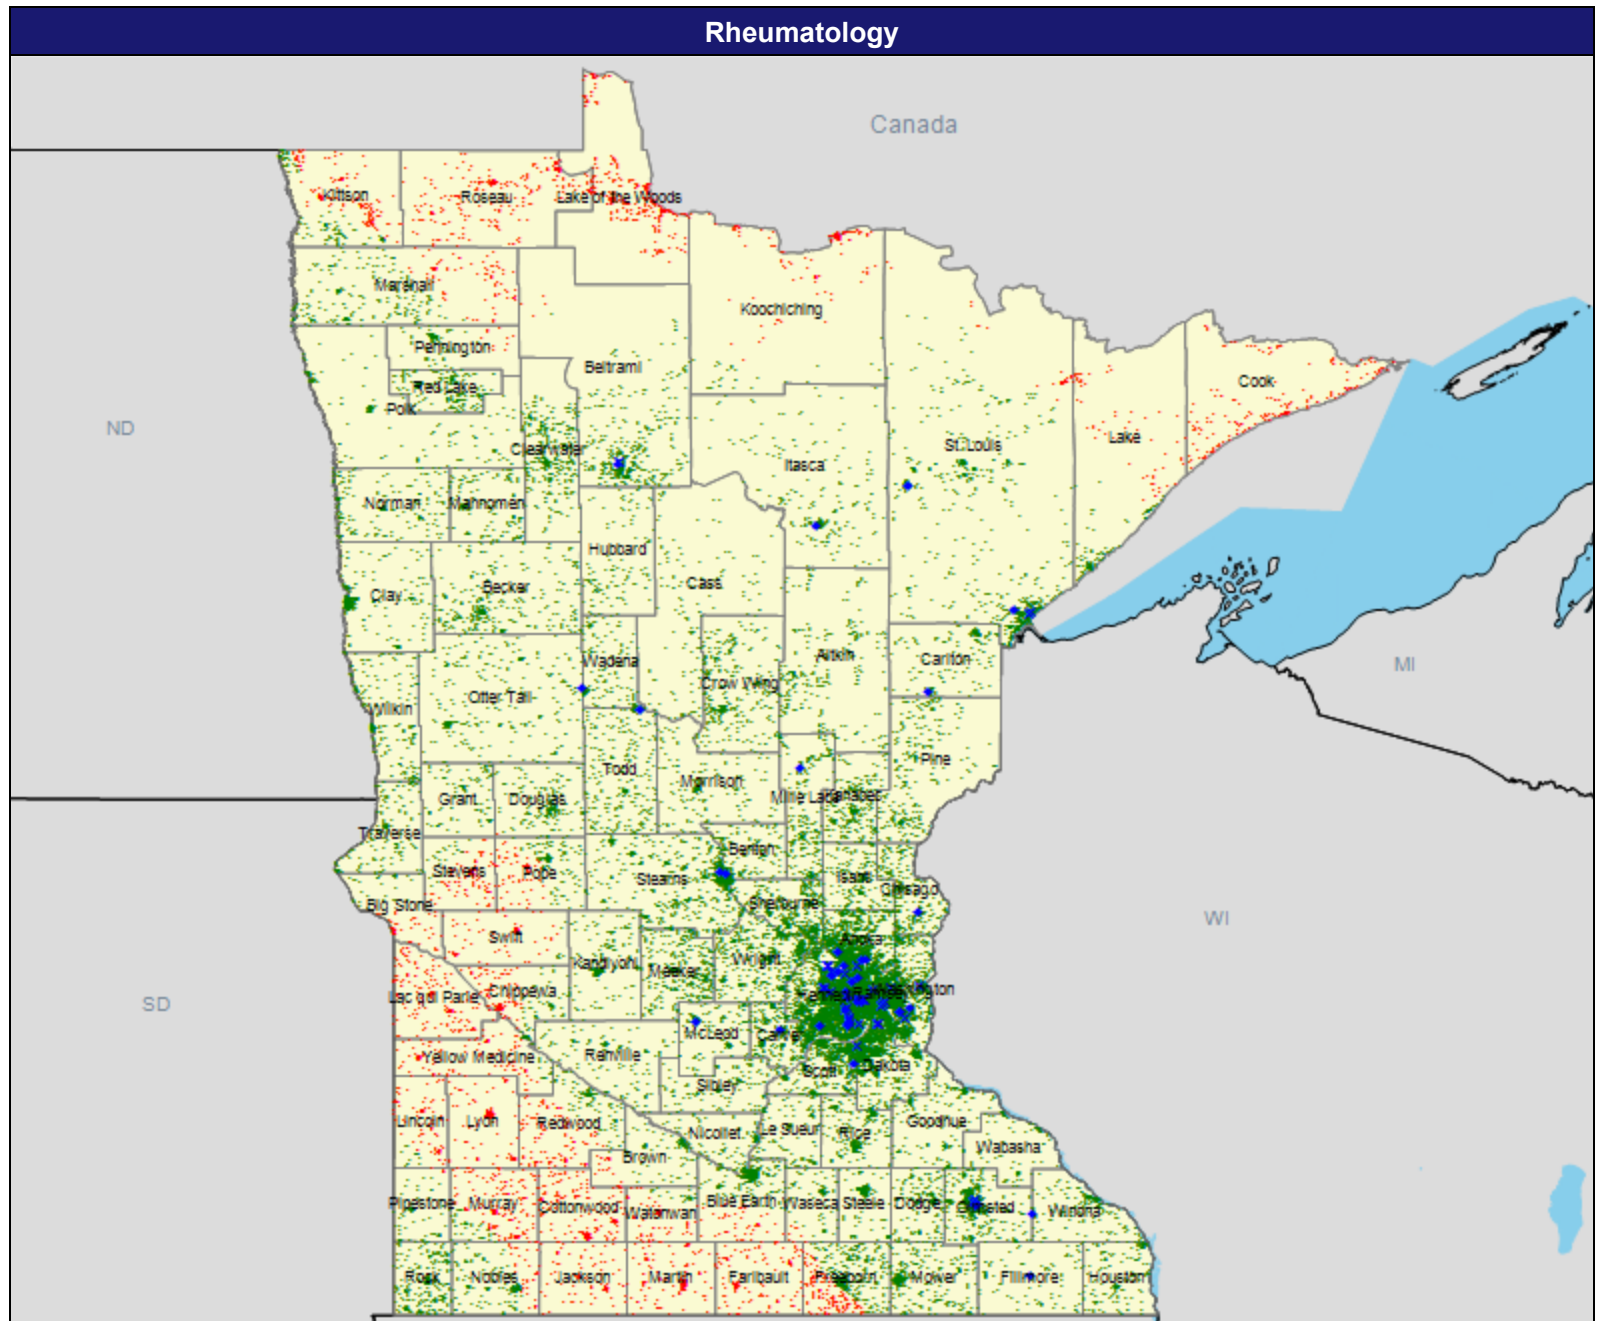 Rheumatology
Canada
Kittson
Roseau
Lake of the Woods
Marshall
Koochiching
Pennington
Beltrami
Red Lake
Cook
Polk
ND
Lake
St. Louis
Clearwater
Itasca
Norman
Mahnomen
Hubbard
Cass
Becker
Clay
Aitkin
Carlton
Wadena
MI
Crow Wing
Otter Tail
Wilkin
Pine
Todd
Morrison
Mille Lacs
Kanabec
Grant
Douglas
Traverse
Benton
Stevens
Pope
Stearns
Isanti
Chisago
Big Stone
Sherburne
WI
Swift
Anoka
Wright
Kandiyohi
Meeker
Chippewa
Lac qui Parle
Hennepin
Ramsey
Washington
SD
McLeod
Carver
Yellow Medicine
Renville
Scott
Dakota
Sibley
Lincoln
Lyon
Redwood
Nicollet
Le Sueur
Rice
Goodhue
Wabasha
Brown
Pipestone
Murray
Cottonwood
Watonwan
Blue Earth
Waseca
Steele
Dodge
Olmsted
Winona
Rock
Nobles
Jackson
Martin
Faribault
Freeborn
Mower
Fillmore
Houston